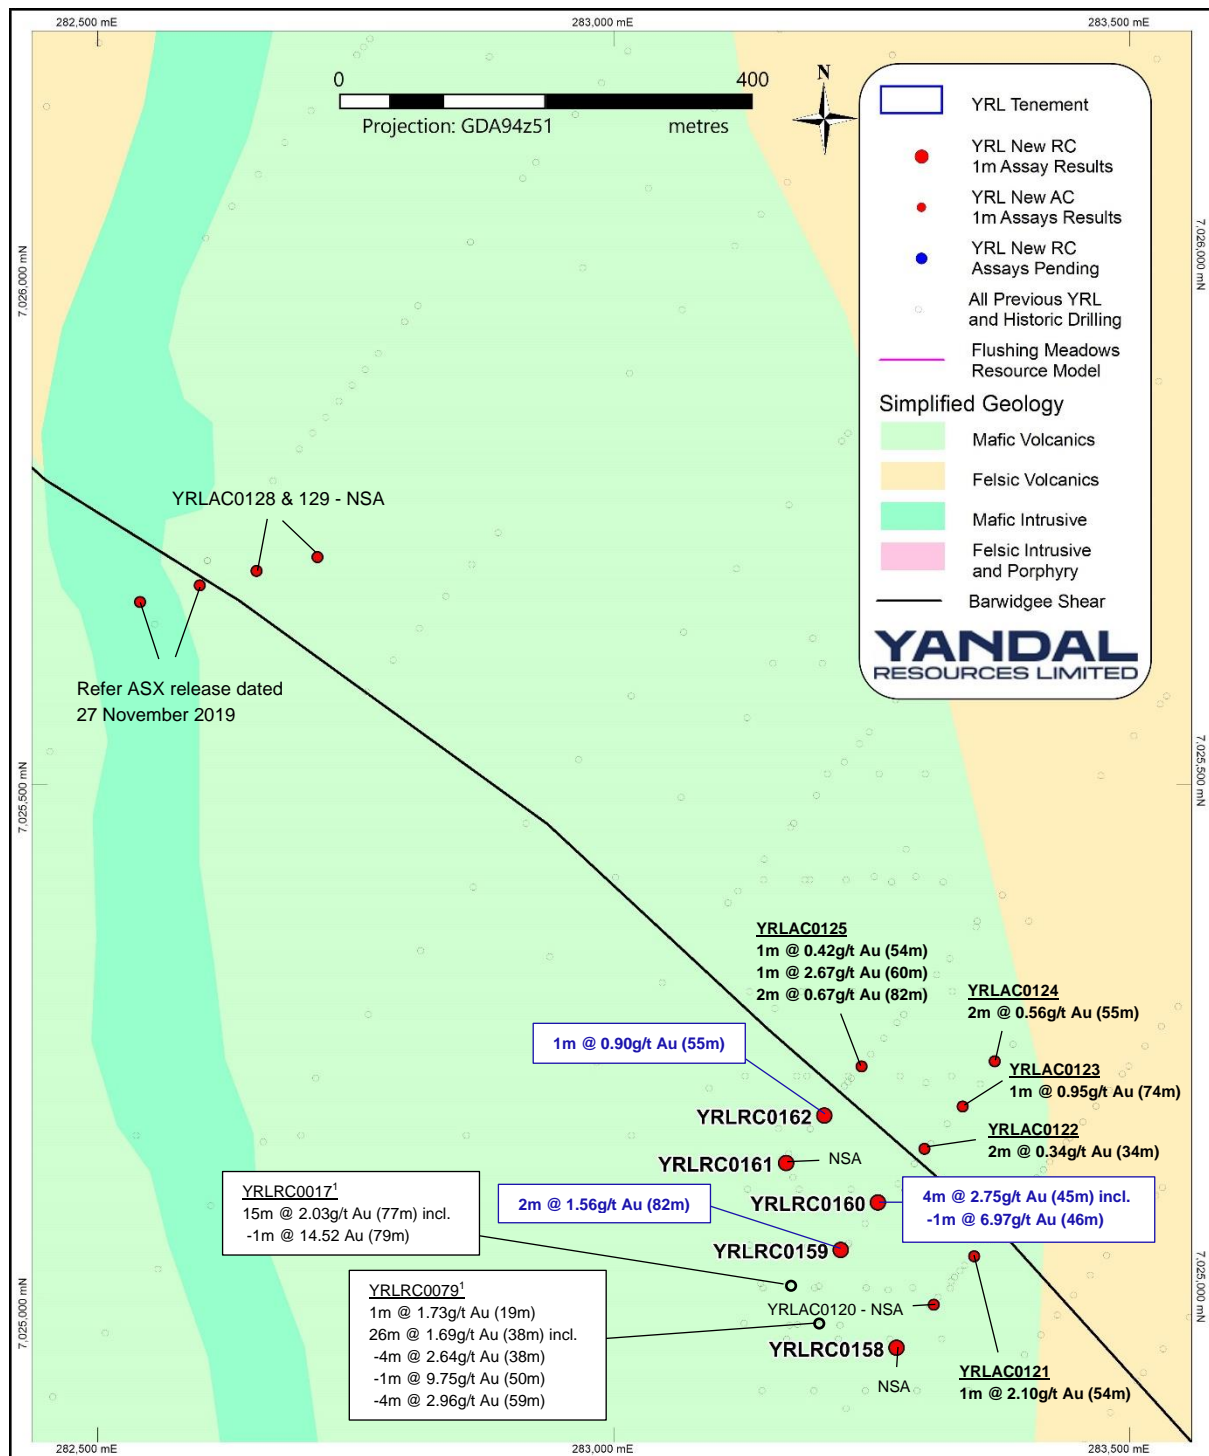 282,500 mE
283,000 mE
283,500 mE
0
400
Projection: GDA94z51
metres
N
YRL Tenement
YRL New RC
1m Assay Results
YRL New AC
1m Assays Results
YRL New RC
Assays Pending
All Previous YRL
and Historic Drilling
Flushing Meadows
Resource Model
Simplified Geology
Mafic Volcanics
Felsic Volcanics
Mafic Intrusive
Felsic Intrusive
and Porphyry
Barwidgee Shear
YANDAL
RESOURCES LIMITED
7,026,000 mN
7,026,000 mN
YRLAC0128 & 129 - NSA
Refer ASX release dated
27 November 2019
7,025,500 mN
7,025,500 mN
YRLAC0125
1m @ 0.42g/t Au (54m)
1m @ 2.67g/t Au (60m)
2m @ 0.67g/t Au (82m)
YRLAC0124
2m @ 0.56g/t Au (55m)
1m @ 0.90g/t Au (55m)
YRLAC0123
1m @ 0.95g/t Au (74m)
YRLRC0162
YRLAC0122
2m @ 0.34g/t Au (34m)
YRLRC0161
NSA
YRLRC0017¹
15m @ 2.03g/t Au (77m) incl.
-1m @ 14.52 Au (79m)
2m @ 1.56g/t Au (82m)
YRLRC0160
4m @ 2.75g/t Au (45m) incl.
-1m @ 6.97g/t Au (46m)
YRLRC0159
YRLRC0079¹
1m @ 1.73g/t Au (19m)
26m @ 1.69g/t Au (38m) incl.
-4m @ 2.64g/t Au (38m)
-1m @ 9.75g/t Au (50m)
-4m @ 2.96g/t Au (59m)
YRLAC0120 - NSA
YRLRC0158
NSA
YRLAC0121
1m @ 2.10g/t Au (54m)
7,025,000 mN
7,025,000 mN
282,500 mE
283,000 mE
283,500 mE